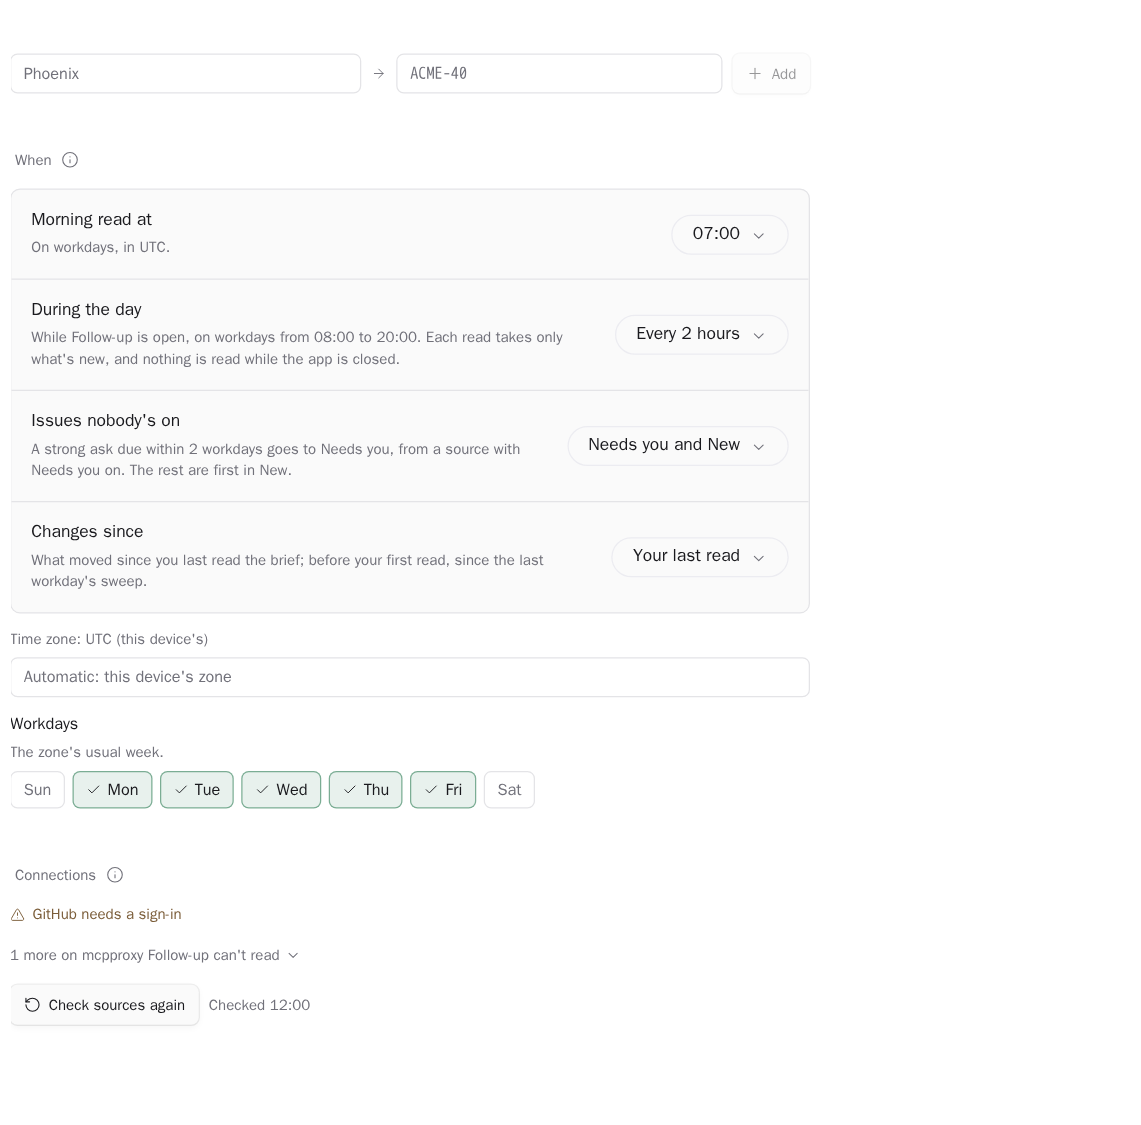 Phoenix → ACME-40 + Add
When
Morning read at
On workdays, in UTC.
07:00
During the day
While Follow-up is open, on workdays from 08:00 to 20:00. Each read takes only
what's new, and nothing is read while the app is closed.
Every 2 hours
Issues nobody's on
A strong ask due within 2 workdays goes to Needs you, from a source with
Needs you on. The rest are first in New.
Needs you and New
Changes since
What moved since you last read the brief; before your first read, since the last
workday's sweep.
Your last read
Time zone: UTC (this device's)
Automatic: this device's zone
Workdays
The zone's usual week.
Sun Mon Tue Wed Thu Fri Sat
Connections
GitHub needs a sign-in
1 more on mcpproxy Follow-up can't read
Check sources again Checked 12:00